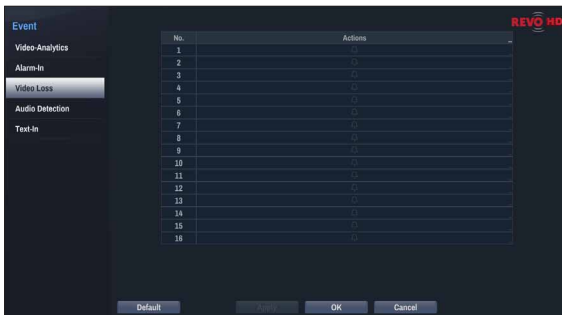 Event
REVO HD
Video-Analytics
Alarm-In
Video Loss
Audio Detection
Text-In
No. Actions
1
2
3
4
5
6
7
8
9
10
11
12
13
14
15
16
Default Apply OK Cancel